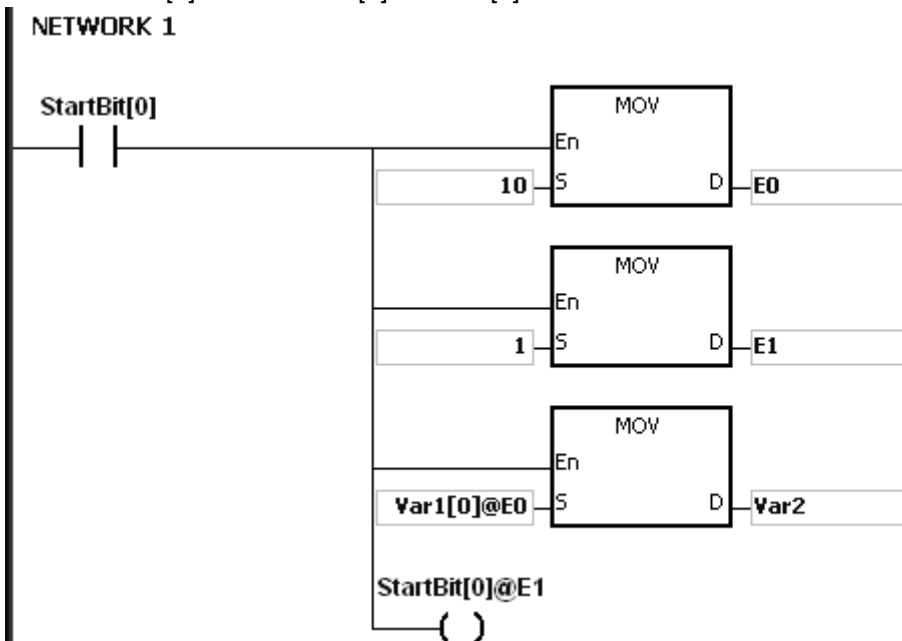 NETWORK 1
StartBit[0]
MOV
En
10 S D E0
MOV
En
1 S D E1
MOV
En
Var1[0]@E0 S D Var2
StartBit[0]@E1